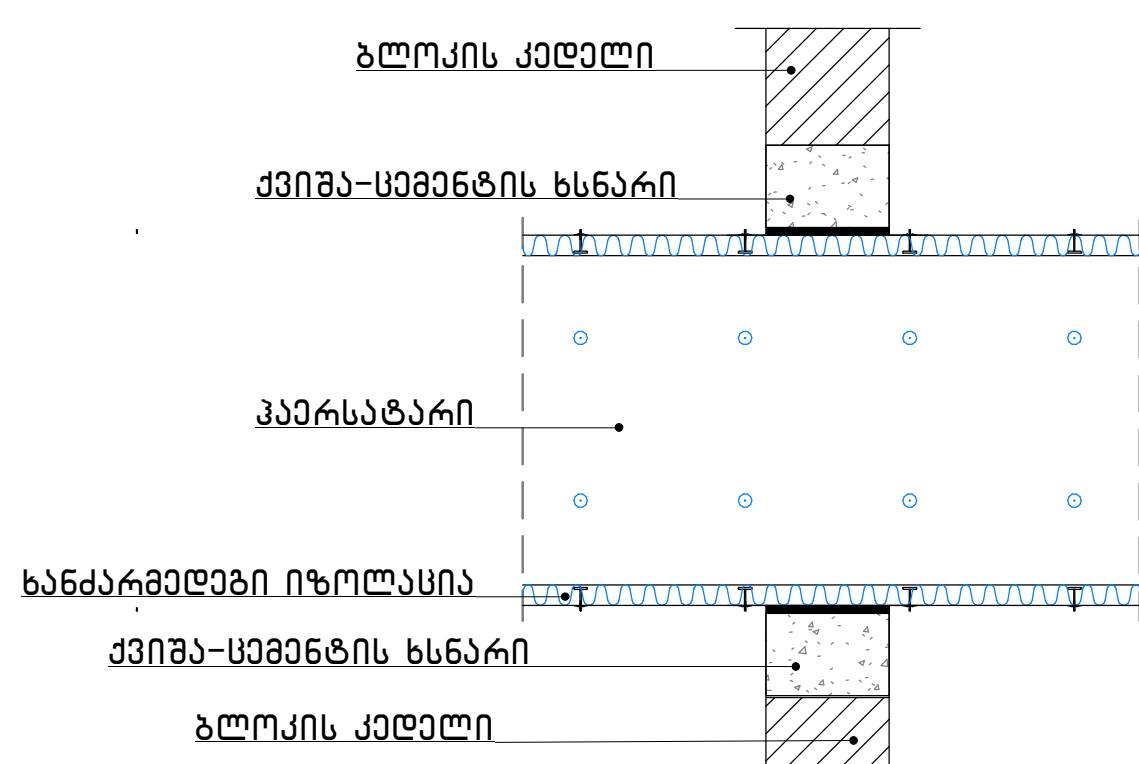 ბლოკის კედელი
ქვიშა-ცემენტის ხსნარი
ჰაერსატარი
ხანძარმედეგი იზოლაცია
ქვიშა-ცემენტის ხსნარი
ბლოკის კედელი